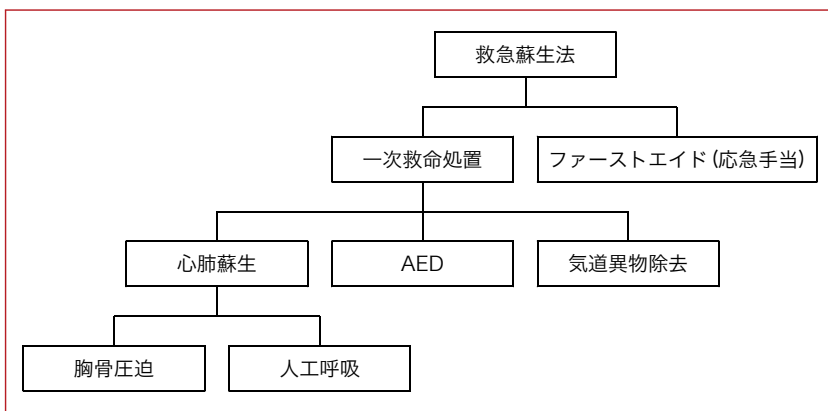 救急蘇生法
一次救命処置
ファーストエイド(応急手当)
心肺蘇生
AED
気道異物除去
胸骨圧迫
人工呼吸